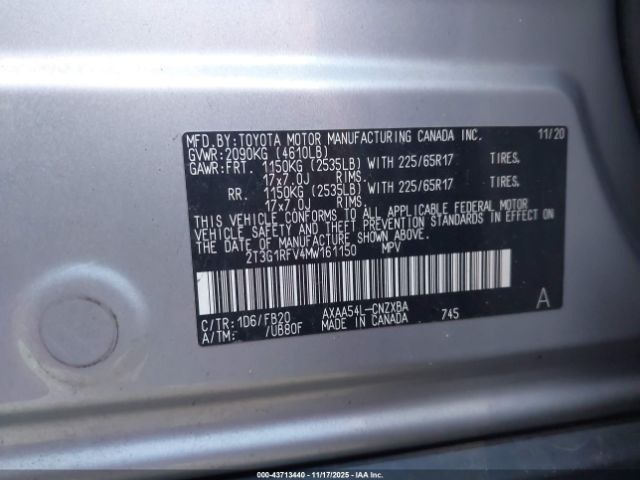 MFD.BY:TOYOTA MOTOR MANUFACTURING CANADA INC. 11/20
GVWR:2090KG (4610LB)
GAWR:FRT. 1150KG (2535LB) WITH 225/65R17 TIRES.
17x7.0J RIMS
RR. 1150KG (2535LB) WITH 225/65R17 TIRES.
17x7.0J RIMS
THIS VEHICLE CONFORMS TO ALL APPLICABLE FEDERAL MOTOR
VEHICLE SAFETY AND THEFT PREVENTION STANDARDS IN EFFECT
ON THE DATE OF MANUFACTURE SHOWN ABOVE.
2T3G1RFV4MW161150 MPV
C/TR:1D6/FB20 AXAA54L-CNZXBA A
A/TM: /UB80F MADE IN CANADA 745
43713440 - 11/17/2025 - IAA Inc.